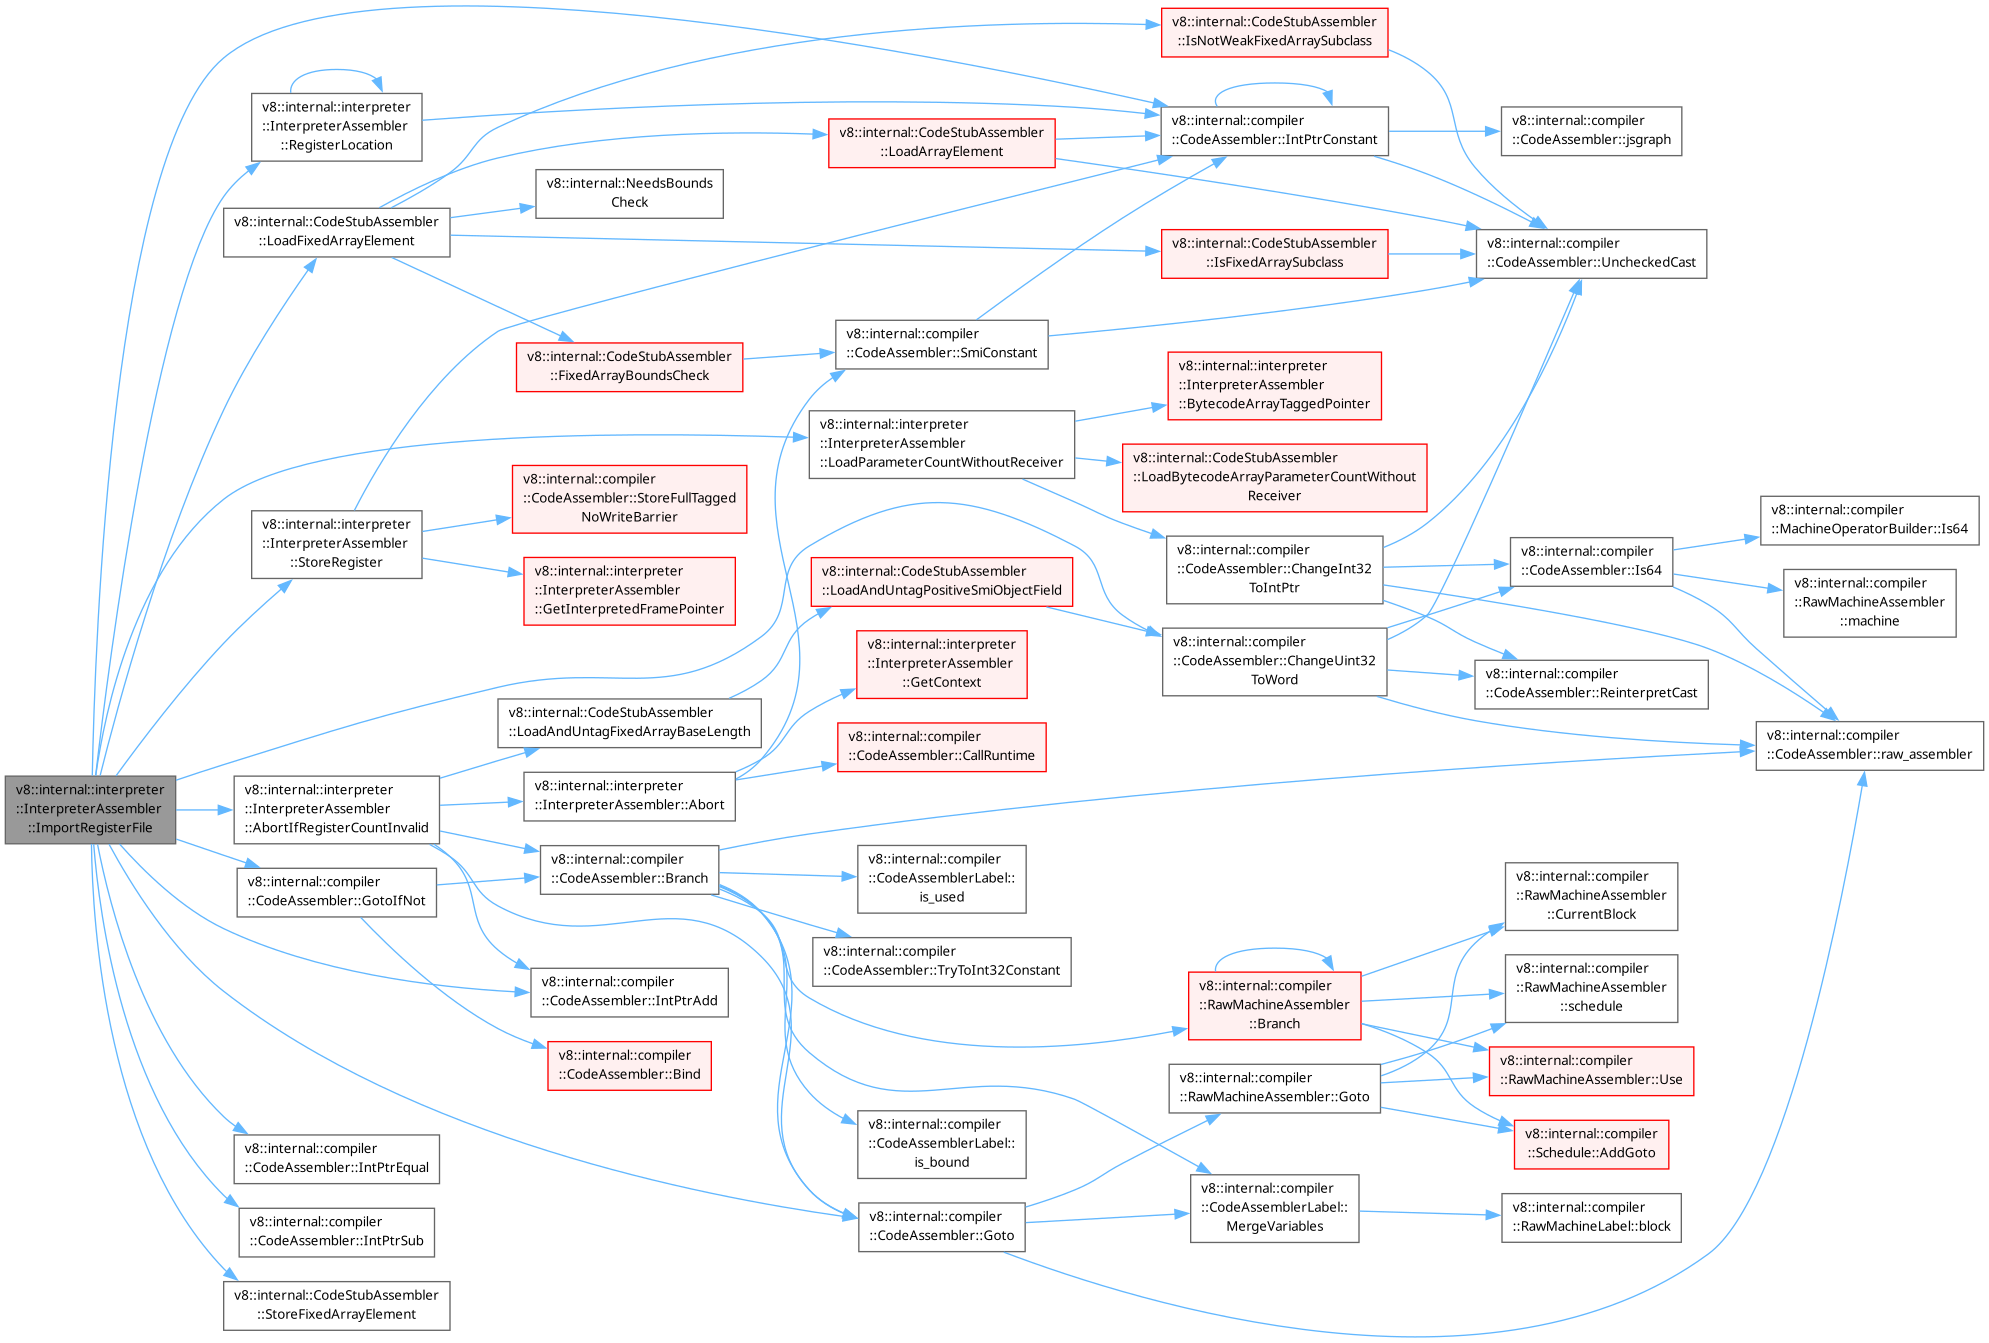 v8::internal::interpreter
::InterpreterAssembler
::ImportRegisterFile
v8::internal::interpreter
::InterpreterAssembler
::RegisterLocation
v8::internal::CodeStubAssembler
::LoadFixedArrayElement
v8::internal::interpreter
::InterpreterAssembler
::StoreRegister
v8::internal::interpreter
::InterpreterAssembler
::AbortIfRegisterCountInvalid
v8::internal::compiler
::CodeAssembler::GotoIfNot
v8::internal::compiler
::CodeAssembler::IntPtrEqual
v8::internal::compiler
::CodeAssembler::IntPtrSub
v8::internal::CodeStubAssembler
::StoreFixedArrayElement
v8::internal::NeedsBounds
Check
v8::internal::CodeStubAssembler
::FixedArrayBoundsCheck
v8::internal::compiler
::CodeAssembler::StoreFullTagged
NoWriteBarrier
v8::internal::interpreter
::InterpreterAssembler
::GetInterpretedFramePointer
v8::internal::CodeStubAssembler
::LoadAndUntagFixedArrayBaseLength
v8::internal::interpreter
::InterpreterAssembler::Abort
v8::internal::compiler
::CodeAssembler::Branch
v8::internal::compiler
::CodeAssembler::IntPtrAdd
v8::internal::compiler
::CodeAssembler::Bind
v8::internal::CodeStubAssembler
::LoadArrayElement
v8::internal::compiler
::CodeAssembler::SmiConstant
v8::internal::interpreter
::InterpreterAssembler
::LoadParameterCountWithoutReceiver
v8::internal::CodeStubAssembler
::LoadAndUntagPositiveSmiObjectField
v8::internal::interpreter
::InterpreterAssembler
::GetContext
v8::internal::compiler
::CodeAssembler::CallRuntime
v8::internal::compiler
::CodeAssemblerLabel::
is_used
v8::internal::compiler
::CodeAssembler::TryToInt32Constant
v8::internal::compiler
::CodeAssemblerLabel::
is_bound
v8::internal::compiler
::CodeAssembler::Goto
v8::internal::CodeStubAssembler
::IsNotWeakFixedArraySubclass
v8::internal::compiler
::CodeAssembler::IntPtrConstant
v8::internal::CodeStubAssembler
::IsFixedArraySubclass
v8::internal::interpreter
::InterpreterAssembler
::BytecodeArrayTaggedPointer
v8::internal::CodeStubAssembler
::LoadBytecodeArrayParameterCountWithout
Receiver
v8::internal::compiler
::CodeAssembler::ChangeInt32
ToIntPtr
v8::internal::compiler
::CodeAssembler::ChangeUint32
ToWord
v8::internal::compiler
::RawMachineAssembler
::Branch
v8::internal::compiler
::RawMachineAssembler::Goto
v8::internal::compiler
::CodeAssemblerLabel::
MergeVariables
v8::internal::compiler
::CodeAssembler::jsgraph
v8::internal::compiler
::CodeAssembler::UncheckedCast
v8::internal::compiler
::CodeAssembler::Is64
v8::internal::compiler
::CodeAssembler::ReinterpretCast
v8::internal::compiler
::RawMachineAssembler
::CurrentBlock
v8::internal::compiler
::RawMachineAssembler
::schedule
v8::internal::compiler
::RawMachineAssembler::Use
v8::internal::compiler
::Schedule::AddGoto
v8::internal::compiler
::RawMachineLabel::block
v8::internal::compiler
::MachineOperatorBuilder::Is64
v8::internal::compiler
::RawMachineAssembler
::machine
v8::internal::compiler
::CodeAssembler::raw_assembler